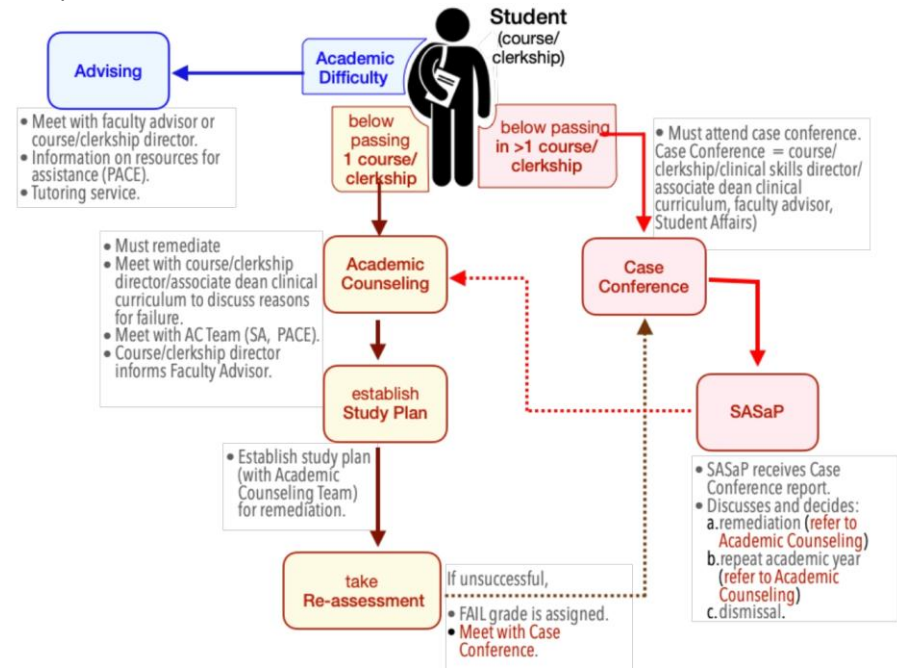 Student
(course/
clerkship)
Academic
Difficulty
Advising
• Meet with faculty advisor or
course/clerkship director.
• Information on resources for
assistance (PACE).
• Tutoring service.
below
passing
1 course/
clerkship
below passing
in >1 course/
clerkship
• Must attend case conference.
Case Conference = course/
clerkship/clinical skills director/
associate dean clinical
curriculum, faculty advisor,
Student Affairs)
• Must remediate
• Meet with course/clerkship
director/associate dean clinical
curriculum to discuss reasons
for failure.
• Meet with AC Team (SA, PACE).
• Course/clerkship director
informs Faculty Advisor.
Academic
Counseling
Case
Conference
establish
Study Plan
SASaP
• Establish study plan
(with Academic
Counseling Team)
for remediation.
• SASaP receives Case
Conference report.
• Discusses and decides:
a.remediation (refer to
Academic Counseling)
b.repeat academic year
(refer to Academic
Counseling)
c.dismissal.
take
Re-assessment
If unsuccessful,
• FAIL grade is assigned.
• Meet with Case
Conference.